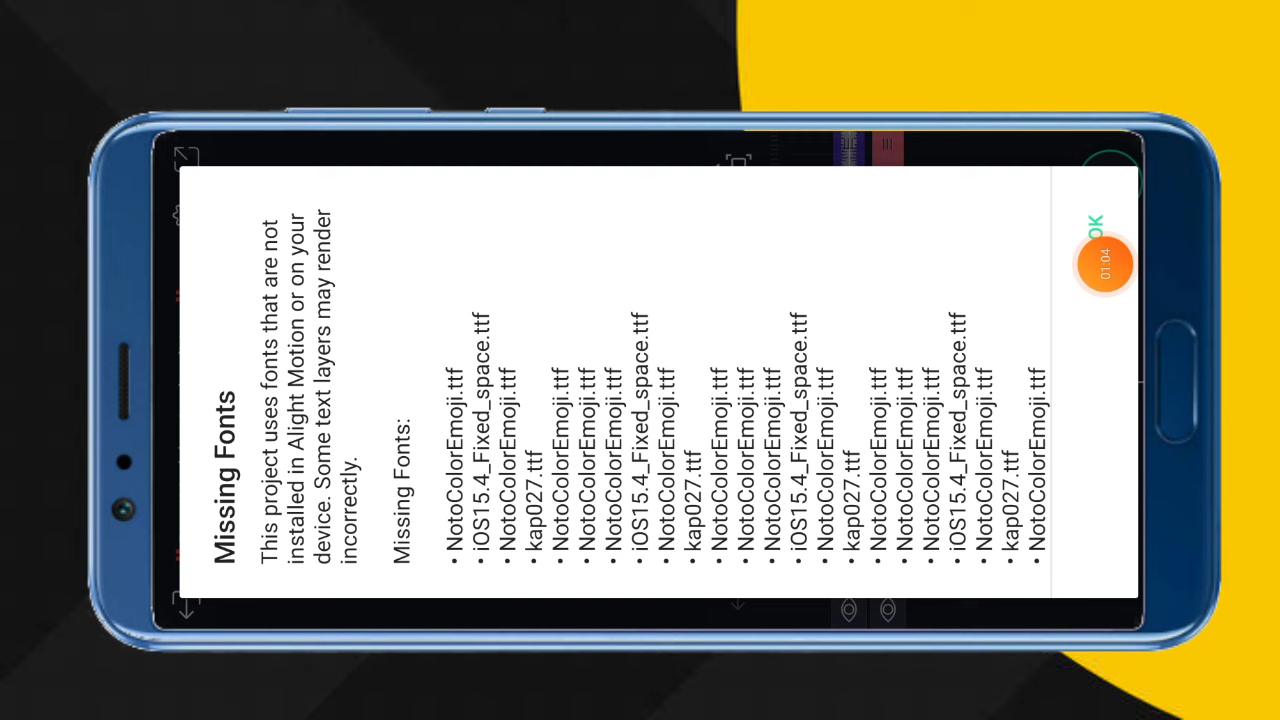 Missing Fonts
This project uses fonts that are not
installed in Alight Motion or on your
device. Some text layers may render
incorrectly.
Missing Fonts:
• NotoColorEmoji.ttf
• iOS15.4_Fixed_space.ttf
• NotoColorEmoji.ttf
• kap027.ttf
• NotoColorEmoji.ttf
• NotoColorEmoji.ttf
• NotoColorEmoji.ttf
• iOS15.4_Fixed_space.ttf
• NotoColorEmoji.ttf
• kap027.ttf
• NotoColorEmoji.ttf
• NotoColorEmoji.ttf
• NotoColorEmoji.ttf
• iOS15.4_Fixed_space.ttf
• NotoColorEmoji.ttf
• kap027.ttf
• NotoColorEmoji.ttf
• NotoColorEmoji.ttf
• NotoColorEmoji.ttf
• iOS15.4_Fixed_space.ttf
• NotoColorEmoji.ttf
• kap027.ttf
• NotoColorEmoji.ttf
OK
01:04